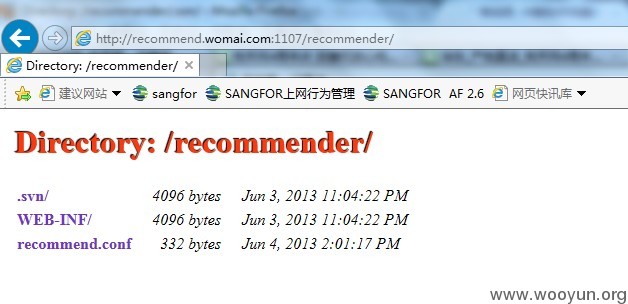 http://recommend.womai.com:1107/recommender/
Directory: /recommender/
建议网站 sangfor SANGFOR上网行为管理 SANGFOR AF 2.6 网页快讯库
Directory: /recommender/
.svn/ 4096 bytes Jun 3, 2013 11:04:22 PM
WEB-INF/ 4096 bytes Jun 3, 2013 11:04:22 PM
recommend.conf 332 bytes Jun 4, 2013 2:01:17 PM
www.wooyun.org